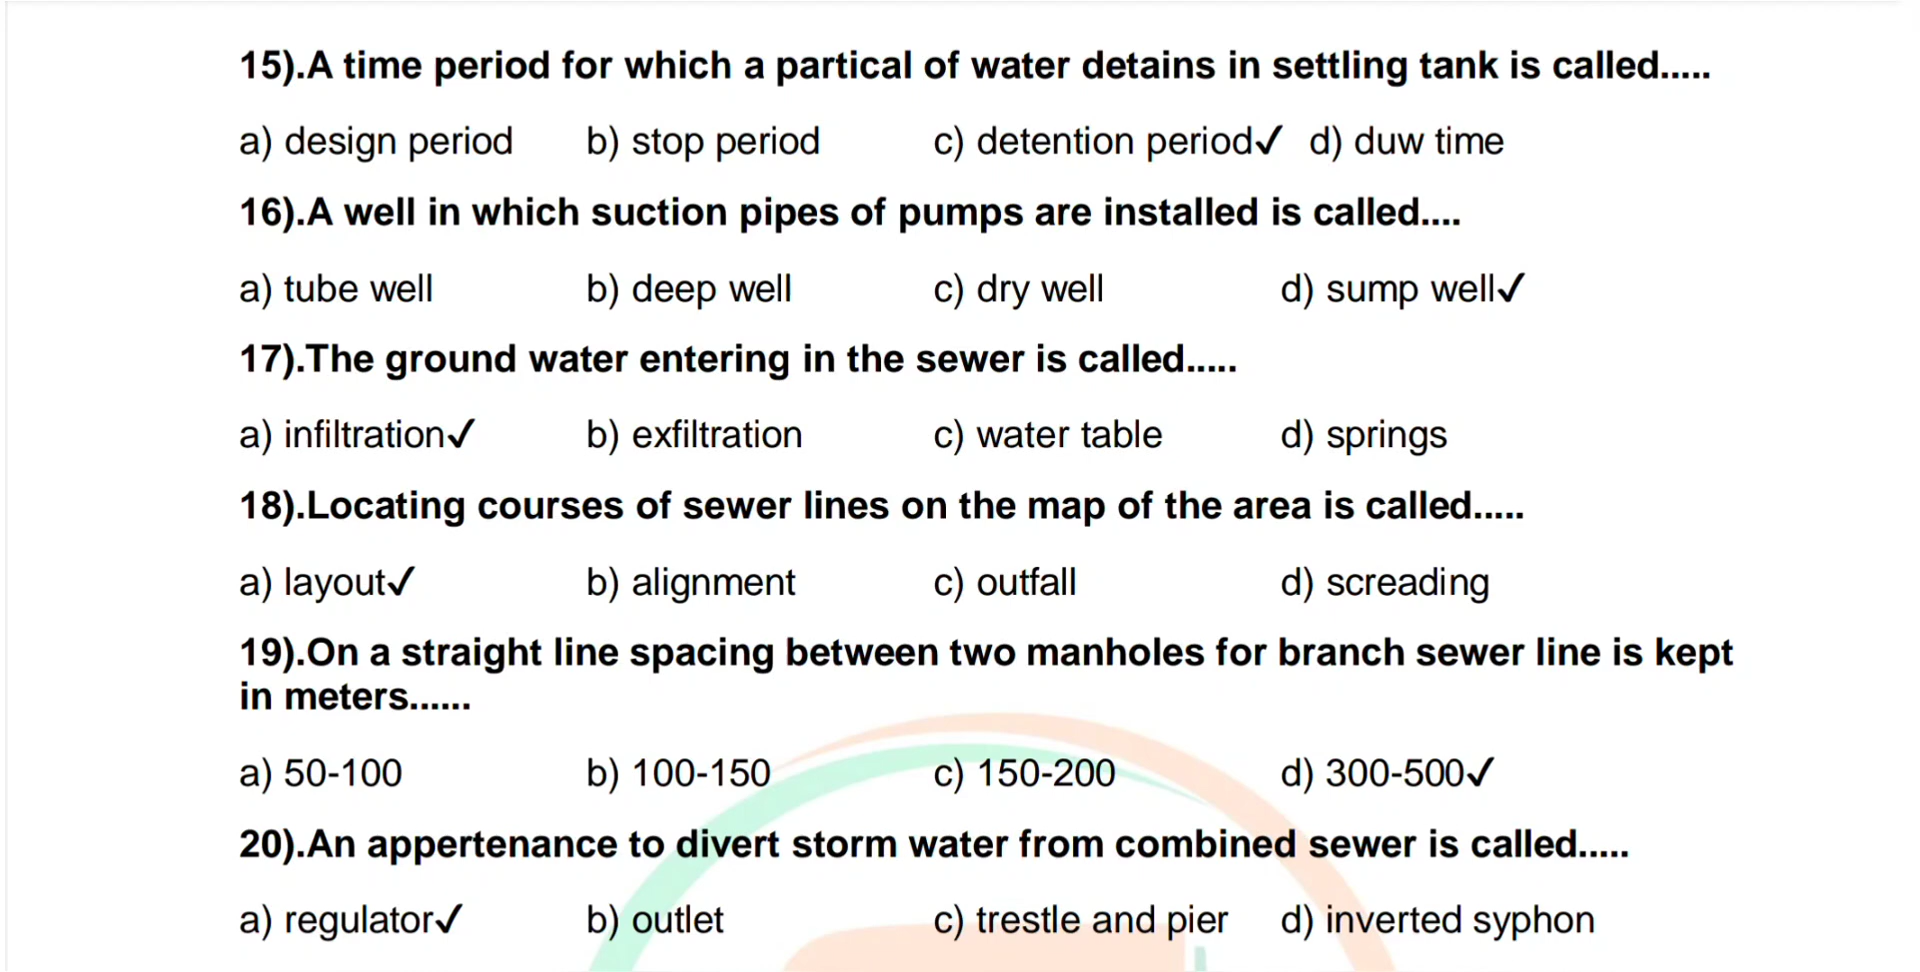 15).A time period for which a partical of water detains in settling tank is called.....
a) design period b) stop period c) detention period✓ d) duw time
16).A well in which suction pipes of pumps are installed is called....
a) tube well b) deep well c) dry well d) sump well✓
17).The ground water entering in the sewer is called.....
a) infiltration✓ b) exfiltration c) water table d) springs
18).Locating courses of sewer lines on the map of the area is called.....
a) layout✓ b) alignment c) outfall d) screading
19).On a straight line spacing between two manholes for branch sewer line is kept
in meters......
a) 50-100 b) 100-150 c) 150-200 d) 300-500✓
20).An appertenance to divert storm water from combined sewer is called.....
a) regulator✓ b) outlet c) trestle and pier d) inverted syphon